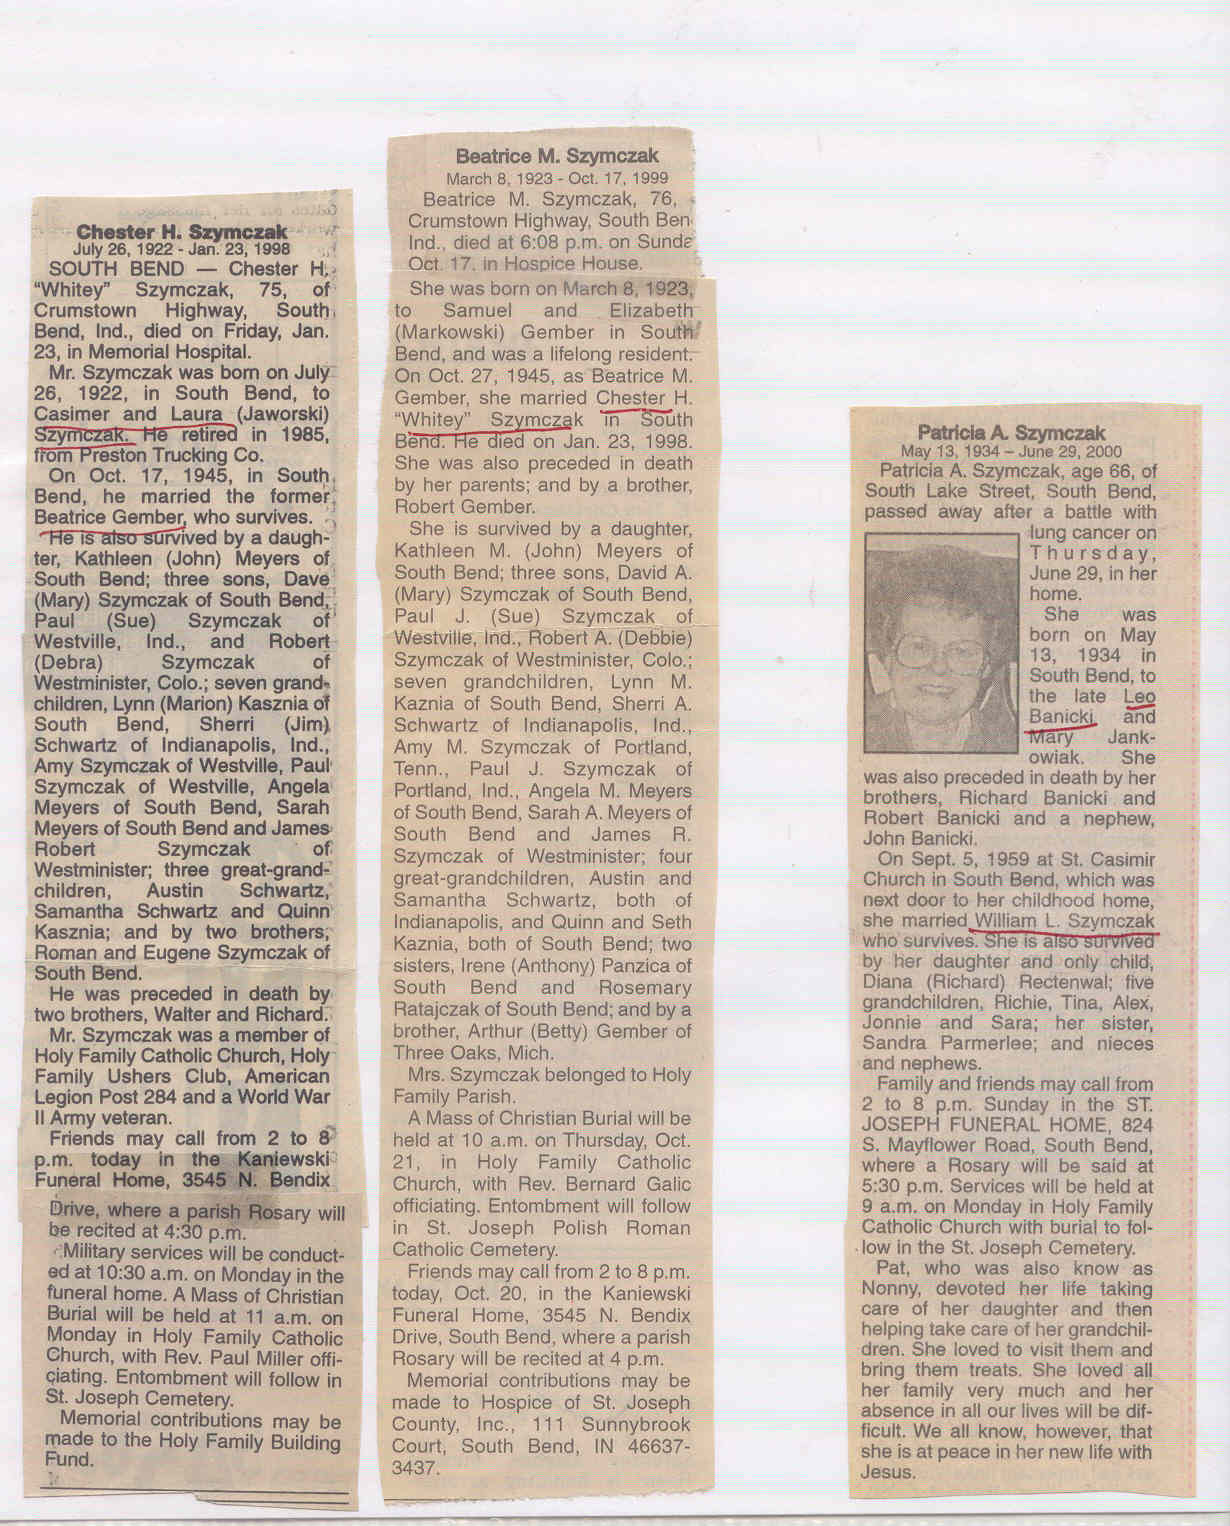 Chester H. Szymczak
July 26, 1922 - Jan. 23, 1998
SOUTH BEND — Chester H.
“Whitey” Szymczak, 75, of
Crumstown Highway, South
Bend, Ind., died on Friday, Jan.
23, in Memorial Hospital.
Mr. Szymczak was born on July
26, 1922, in South Bend, to
Casimer and Laura (Jaworski)
Szymczak. He retired in 1985,
from Preston Trucking Co.
On Oct. 17, 1945, in South
Bend, he married the former
Beatrice Gember, who survives.
He is also survived by a daugh-
ter, Kathleen (John) Meyers of
South Bend; three sons, Dave
(Mary) Szymczak of South Bend,
Paul (Sue) Szymczak of
Westville, Ind., and Robert
(Debra) Szymczak of
Westminister, Colo.; seven grand-
children, Lynn (Marion) Kasznia of
South Bend, Sherri (Jim)
Schwartz of Indianapolis, Ind.,
Amy Szymczak of Westville, Paul
Szymczak of Westville, Angela
Meyers of South Bend, Sarah
Meyers of South Bend and James
Robert Szymczak of
Westminister; three great-grand-
children, Austin Schwartz,
Samantha Schwartz and Quinn
Kasznia; and by two brothers,
Roman and Eugene Szymczak of
South Bend.
He was preceded in death by
two brothers, Walter and Richard.
Mr. Szymczak was a member of
Holy Family Catholic Church, Holy
Family Ushers Club, American
Legion Post 284 and a World War
II Army veteran.
Friends may call from 2 to 8
p.m. today in the Kaniewski
Funeral Home, 3545 N. Bendix
Drive, where a parish Rosary will
be recited at 4:30 p.m.
Military services will be conduct-
ed at 10:30 a.m. on Monday in the
funeral home. A Mass of Christian
Burial will be held at 11 a.m. on
Monday in Holy Family Catholic
Church, with Rev. Paul Miller offi-
ciating. Entombment will follow in
St. Joseph Cemetery.
Memorial contributions may be
made to the Holy Family Building
Fund.
Beatrice M. Szymczak
March 8, 1923 - Oct. 17, 1999
Beatrice M. Szymczak, 76,
Crumstown Highway, South Ben
Ind., died at 6:08 p.m. on Sunda
Oct. 17, in Hospice House.
She was born on March 8, 1923,
to Samuel and Elizabeth
(Markowski) Gember in South
Bend, and was a lifelong resident.
On Oct. 27, 1945, as Beatrice M.
Gember, she married Chester H.
“Whitey” Szymczak in South
Bend. He died on Jan. 23, 1998.
She was also preceded in death
by her parents; and by a brother,
Robert Gember.
She is survived by a daughter,
Kathleen M. (John) Meyers of
South Bend; three sons, David A.
(Mary) Szymczak of South Bend,
Paul J. (Sue) Szymczak of
Westville, Ind., Robert A. (Debbie)
Szymczak of Westminister, Colo.;
seven grandchildren, Lynn M.
Kaznia of South Bend, Sherri A.
Schwartz of Indianapolis, Ind.,
Amy M. Szymczak of Portland,
Tenn., Paul J. Szymczak of
Portland, Ind., Angela M. Meyers
of South Bend, Sarah A. Meyers of
South Bend and James R.
Szymczak of Westminister; four
great-grandchildren, Austin and
Samantha Schwartz, both of
Indianapolis, and Quinn and Seth
Kaznia, both of South Bend; two
sisters, Irene (Anthony) Panzica of
South Bend and Rosemary
Ratajczak of South Bend; and by a
brother, Arthur (Betty) Gember of
Three Oaks, Mich.
Mrs. Szymczak belonged to Holy
Family Parish.
A Mass of Christian Burial will be
held at 10 a.m. on Thursday, Oct.
21, in Holy Family Catholic
Church, with Rev. Bernard Galic
officiating. Entombment will follow
in St. Joseph Polish Roman
Catholic Cemetery.
Friends may call from 2 to 8 p.m.
today, Oct. 20, in the Kaniewski
Funeral Home, 3545 N. Bendix
Drive, South Bend, where a parish
Rosary will be recited at 4 p.m.
Memorial contributions may be
made to Hospice of St. Joseph
County, Inc., 111 Sunnybrook
Court, South Bend, IN 46637-
3437.
Patricia A. Szymczak
May 13, 1934 – June 29, 2000
Patricia A. Szymczak, age 66, of
South Lake Street, South Bend,
passed away after a battle with
lung cancer on
Thursday,
June 29, in her
home.
She was
born on May
13, 1934 in
South Bend, to
the late Leo
Banicki and
Mary Jank-
owiak. She
was also preceded in death by her
brothers, Richard Banicki and
Robert Banicki and a nephew,
John Banicki.
On Sept. 5, 1959 at St. Casimir
Church in South Bend, which was
next door to her childhood home,
she married William L. Szymczak
who survives. She is also survived
by her daughter and only child,
Diana (Richard) Rectenwal; five
grandchildren, Richie, Tina, Alex,
Jonnie and Sara; her sister,
Sandra Parmerlee; and nieces
and nephews.
Family and friends may call from
2 to 8 p.m. Sunday in the ST.
JOSEPH FUNERAL HOME, 824
S. Mayflower Road, South Bend,
where a Rosary will be said at
5:30 p.m. Services will be held at
9 a.m. on Monday in Holy Family
Catholic Church with burial to fol-
low in the St. Joseph Cemetery.
Pat, who was also know as
Nonny, devoted her life taking
care of her daughter and then
helping take care of her grandchil-
dren. She loved to visit them and
bring them treats. She loved all
her family very much and her
absence in all our lives will be dif-
ficult. We all know, however, that
she is at peace in her new life with
Jesus.